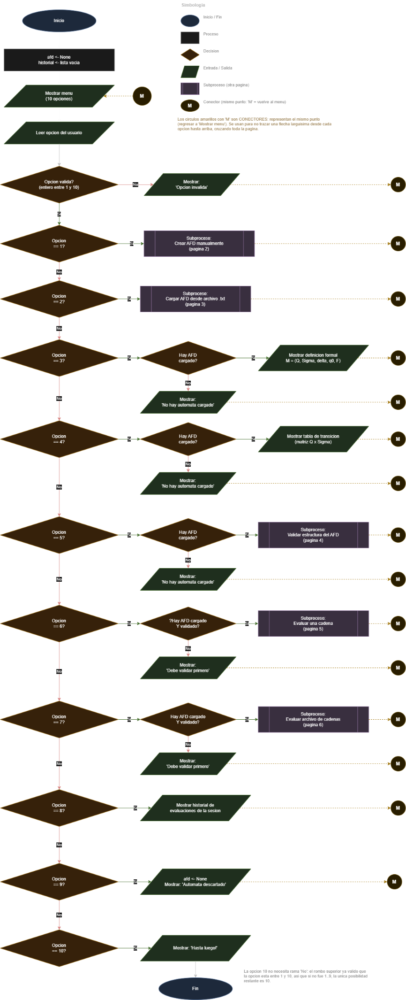 Simbologia
Inicio
Inicio / Fin
Proceso
Decision
Entrada / Salida
Subproceso (otra pagina)
M
Conector (mismo punto: 'M' = vuelve al menu)
Los circulos amarillos con 'M' son CONECTORES: representan el mismo punto
(regresar a 'Mostrar menu'). Se usan para no trazar una flecha larguisima desde cada
opcion hasta arriba, cruzando toda la pagina.
afd <- None
historial <- lista vacia
Mostrar menu
(10 opciones)
M
Leer opcion del usuario
Opcion valida?
(entero entre 1 y 10)
No
Mostrar:
'Opcion invalida'
M
Opcion
== 1?
Subproceso:
Crear AFD manualmente
(pagina 2)
M
No
Opcion
== 2?
Subproceso:
Cargar AFD desde archivo .txt
(pagina 3)
M
No
Opcion
== 3?
Hay AFD
cargado?
Mostrar definicion formal
M = (Q, Sigma, delta, q0, F)
M
No
Mostrar:
'No hay automata cargado'
M
No
Opcion
== 4?
Hay AFD
cargado?
Mostrar tabla de transicion
(matriz Q x Sigma)
M
No
Mostrar:
'No hay automata cargado'
M
No
Opcion
== 5?
Hay AFD
cargado?
Subproceso:
Validar estructura del AFD
(pagina 4)
M
No
Mostrar:
'No hay automata cargado'
M
No
Opcion
== 6?
?Hay AFD cargado
Y validado?
Subproceso:
Evaluar una cadena
(pagina 5)
M
No
Mostrar:
'Debe validar primero'
M
No
Opcion
== 7?
Hay AFD cargado
Y validado?
Subproceso:
Evaluar archivo de cadenas
(pagina 6)
M
No
Mostrar:
'Debe validar primero'
M
No
Opcion
== 8?
Mostrar historial de
evaluaciones de la sesion
M
No
Opcion
== 9?
afd <- None
Mostrar: 'Automata descartado'
M
No
Opcion
== 10?
Mostrar: 'Hasta luego!'
La opcion 10 no necesita rama 'No': el rombo superior ya valido que
la opcion esta entre 1 y 10, asi que si no fue 1..9, la unica posibilidad
restante es 10.
Fin